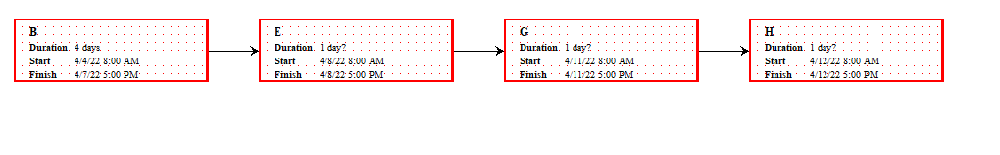 B
Duration 4 days
Start 4/4/22 8:00 AM
Finish 4/7/22 5:00 PM
E
Duration 1 day?
Start 4/8/22 8:00 AM
Finish 4/8/22 5:00 PM
G
Duration 1 day?
Start 4/11/22 8:00 AM
Finish 4/11/22 5:00 PM
H
Duration 1 day?
Start 4/12/22 8:00 AM
Finish 4/12/22 5:00 PM